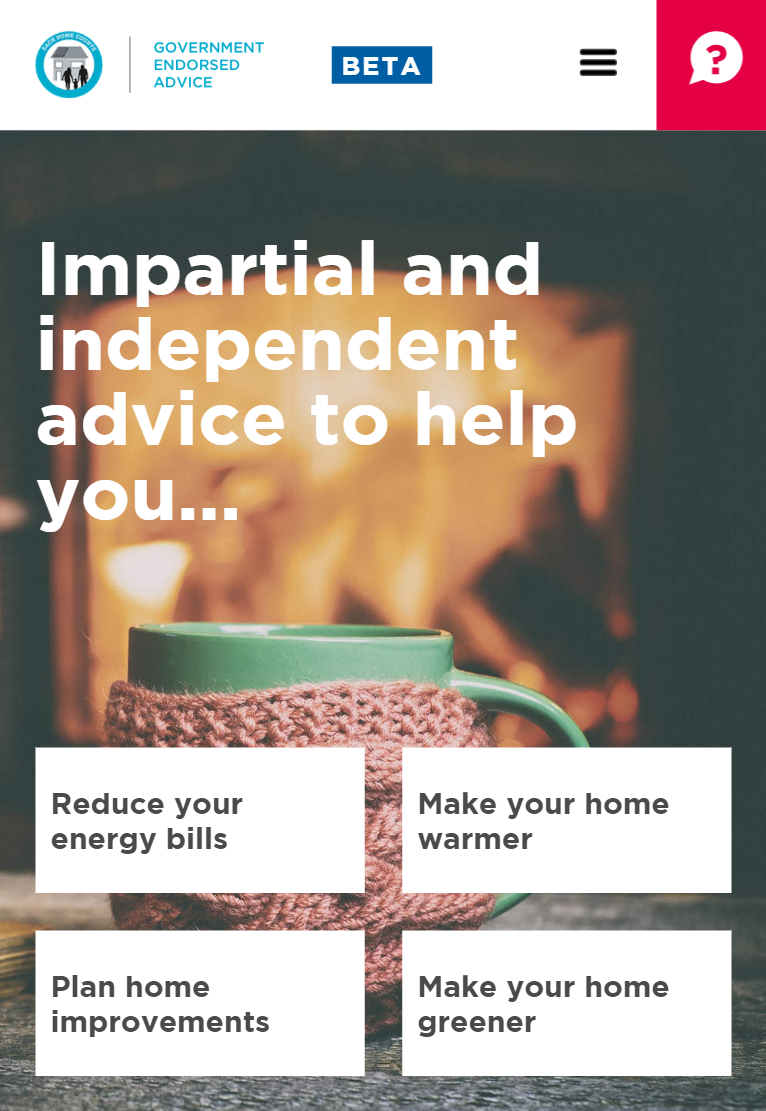 EACH HOME COUNTS
GOVERNMENT
ENDORSED
ADVICE
BETA
?
Impartial and
independent
advice to help
you...
Reduce your
energy bills
Make your home
warmer
Plan home
improvements
Make your home
greener